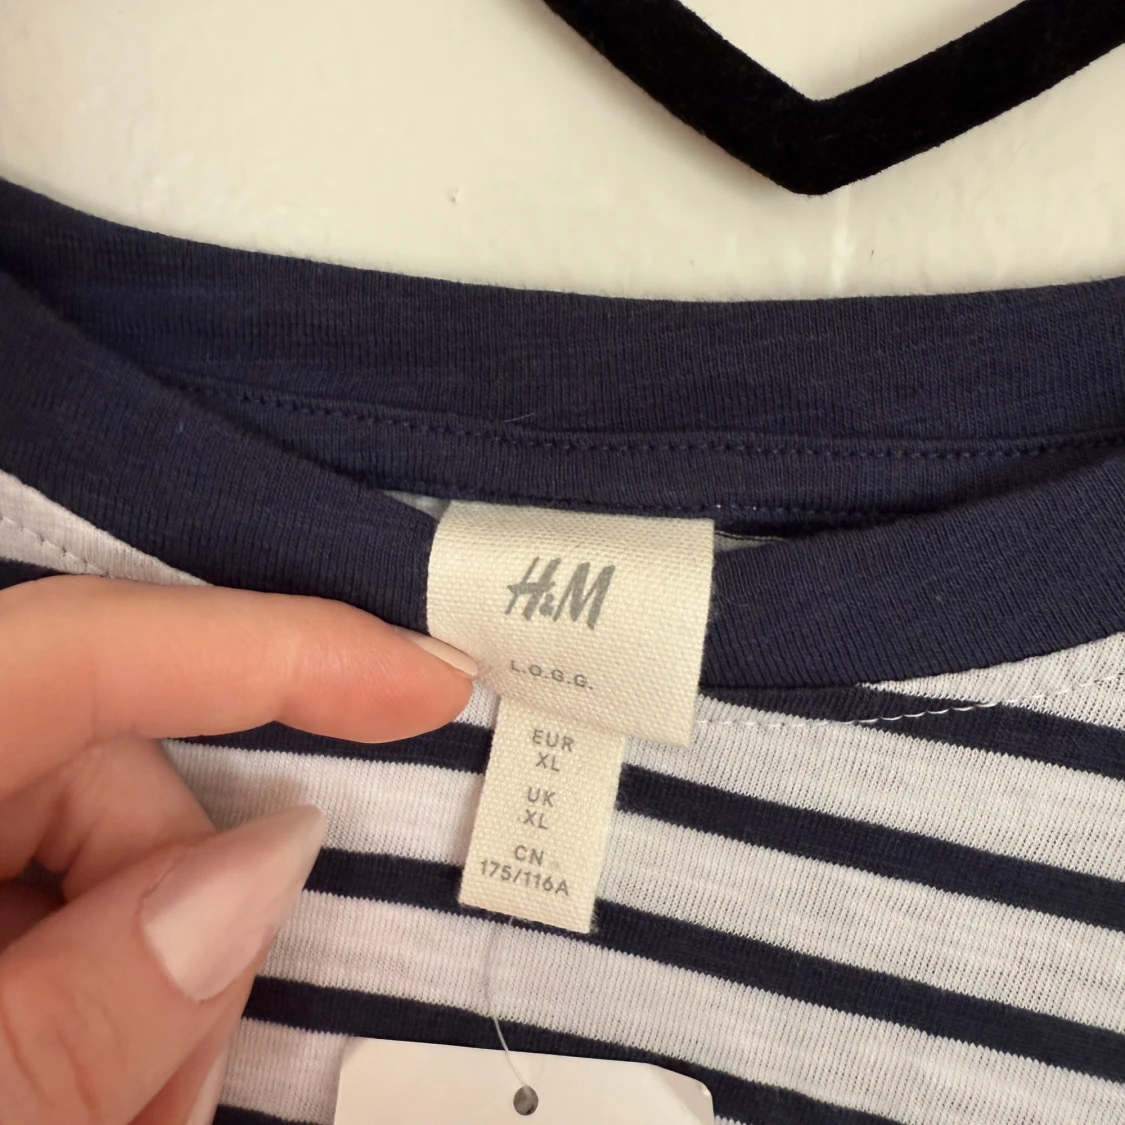 H&M
L.O.G.G.
EUR
XL
UK
XL
CN
175/116A